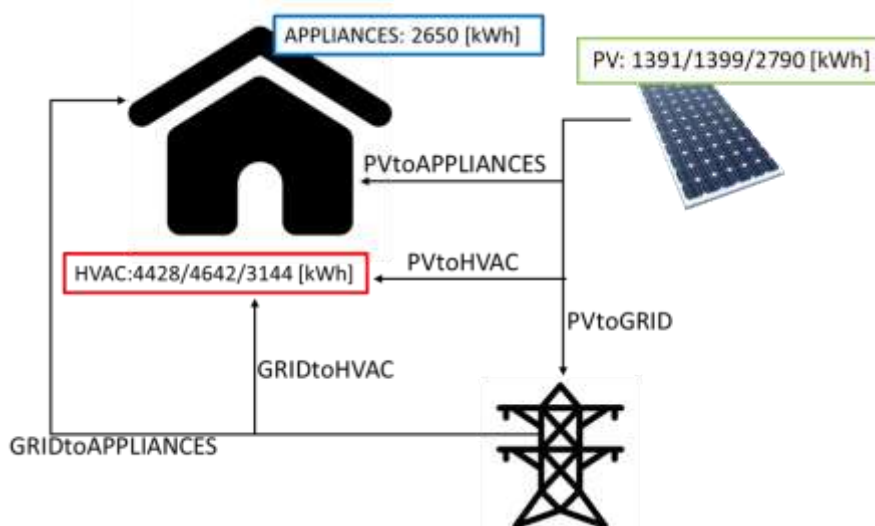 APPLIANCES: 2650 [kWh]
PV: 1391/1399/2790 [kWh]
PVtoAPPLIANCES
HVAC:4428/4642/3144 [kWh]
PVtoHVAC
PVtoGRID
GRIDtoHVAC
GRIDtoAPPLIANCES